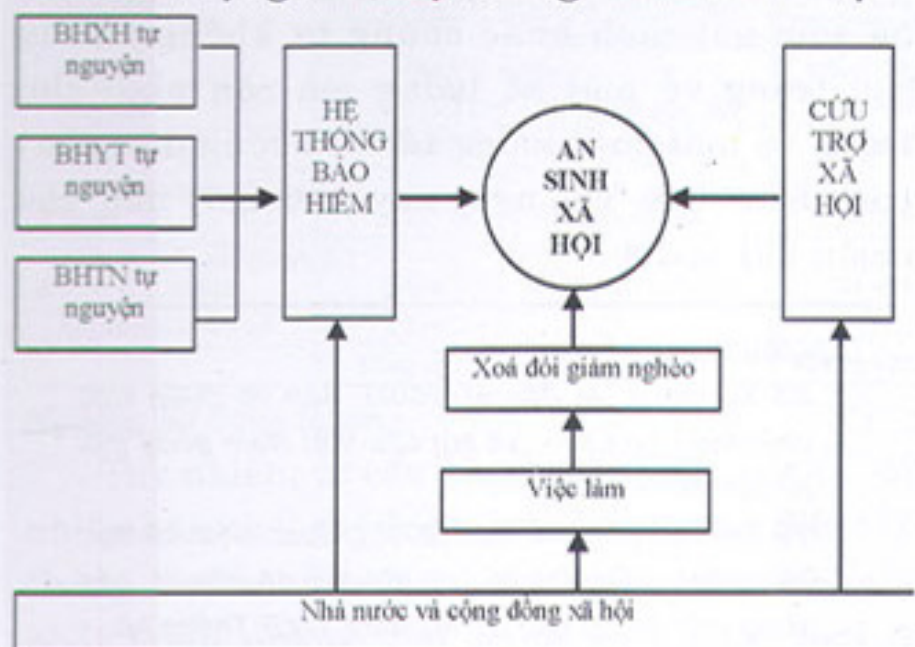 BHXH tự
nguyện
BHYT tự
nguyện
BHTN tự
nguyện
HỆ
THỐNG
BẢO
HIỂM
AN
SINH
XÃ
HỘI
CỨU
TRỢ
XÃ
HỘI
Xoá đói giảm nghèo
Việc làm
Nhà nước và cộng đồng xã hội